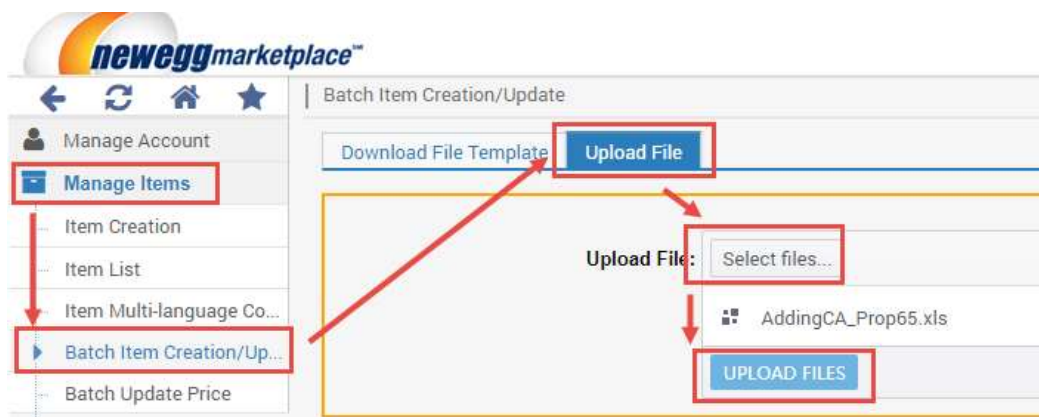 neweggmarketplace™
Batch Item Creation/Update
Manage Account
Download File Template
Upload File
Manage Items
Item Creation
Upload File:
Select files...
Item List
Item Multi-language Co...
AddingCA_Prop65.xls
Batch Item Creation/Up...
UPLOAD FILES
Batch Update Price